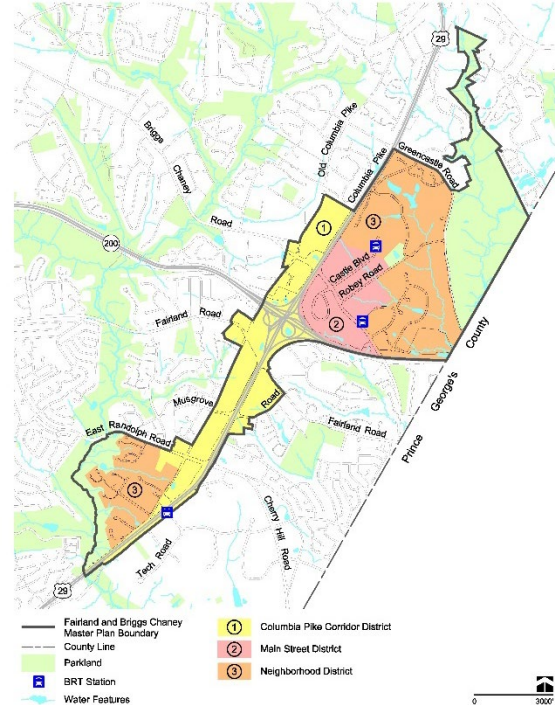 29
Briggs
Chaney
Road
Old Columbia Pike
Columbia Pike
Greencastle Road
1
3
Castle Blvd
Robey Road
200
2
Fairland Road
Musgrove
Road
East Randolph Road
Fairland Road
Prince George's County
3
Cherry Hill Road
Tech Road
29
Fairland and Briggs Chaney
Master Plan Boundary
County Line
Parkland
BRT Station
Water Features
1 Columbia Pike Corridor District
2 Main Street District
3 Neighborhood District
0 3000'